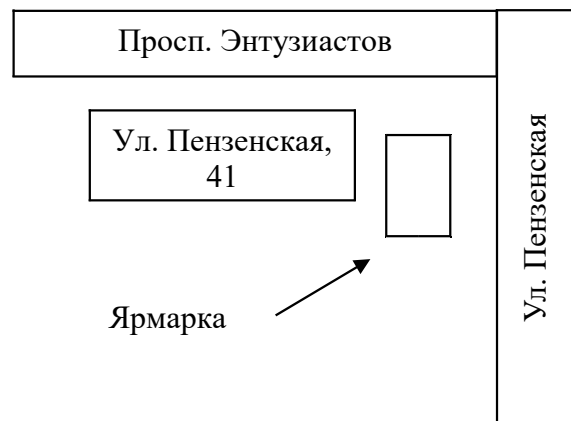 Просп. Энтузиастов
Ул. Пензенская,
41
Ул. Пензенская
Ярмарка